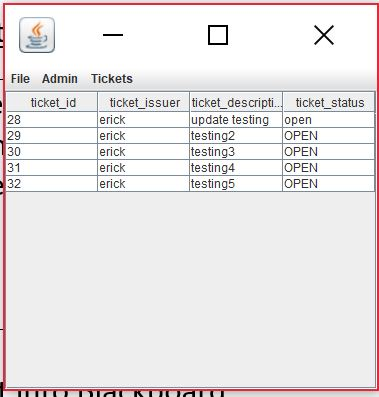 File Admin Tickets
ticket_id ticket_issuer ticket_descripti... ticket_status
28 erick update testing open
29 erick testing2 OPEN
30 erick testing3 OPEN
31 erick testing4 OPEN
32 erick testing5 OPEN